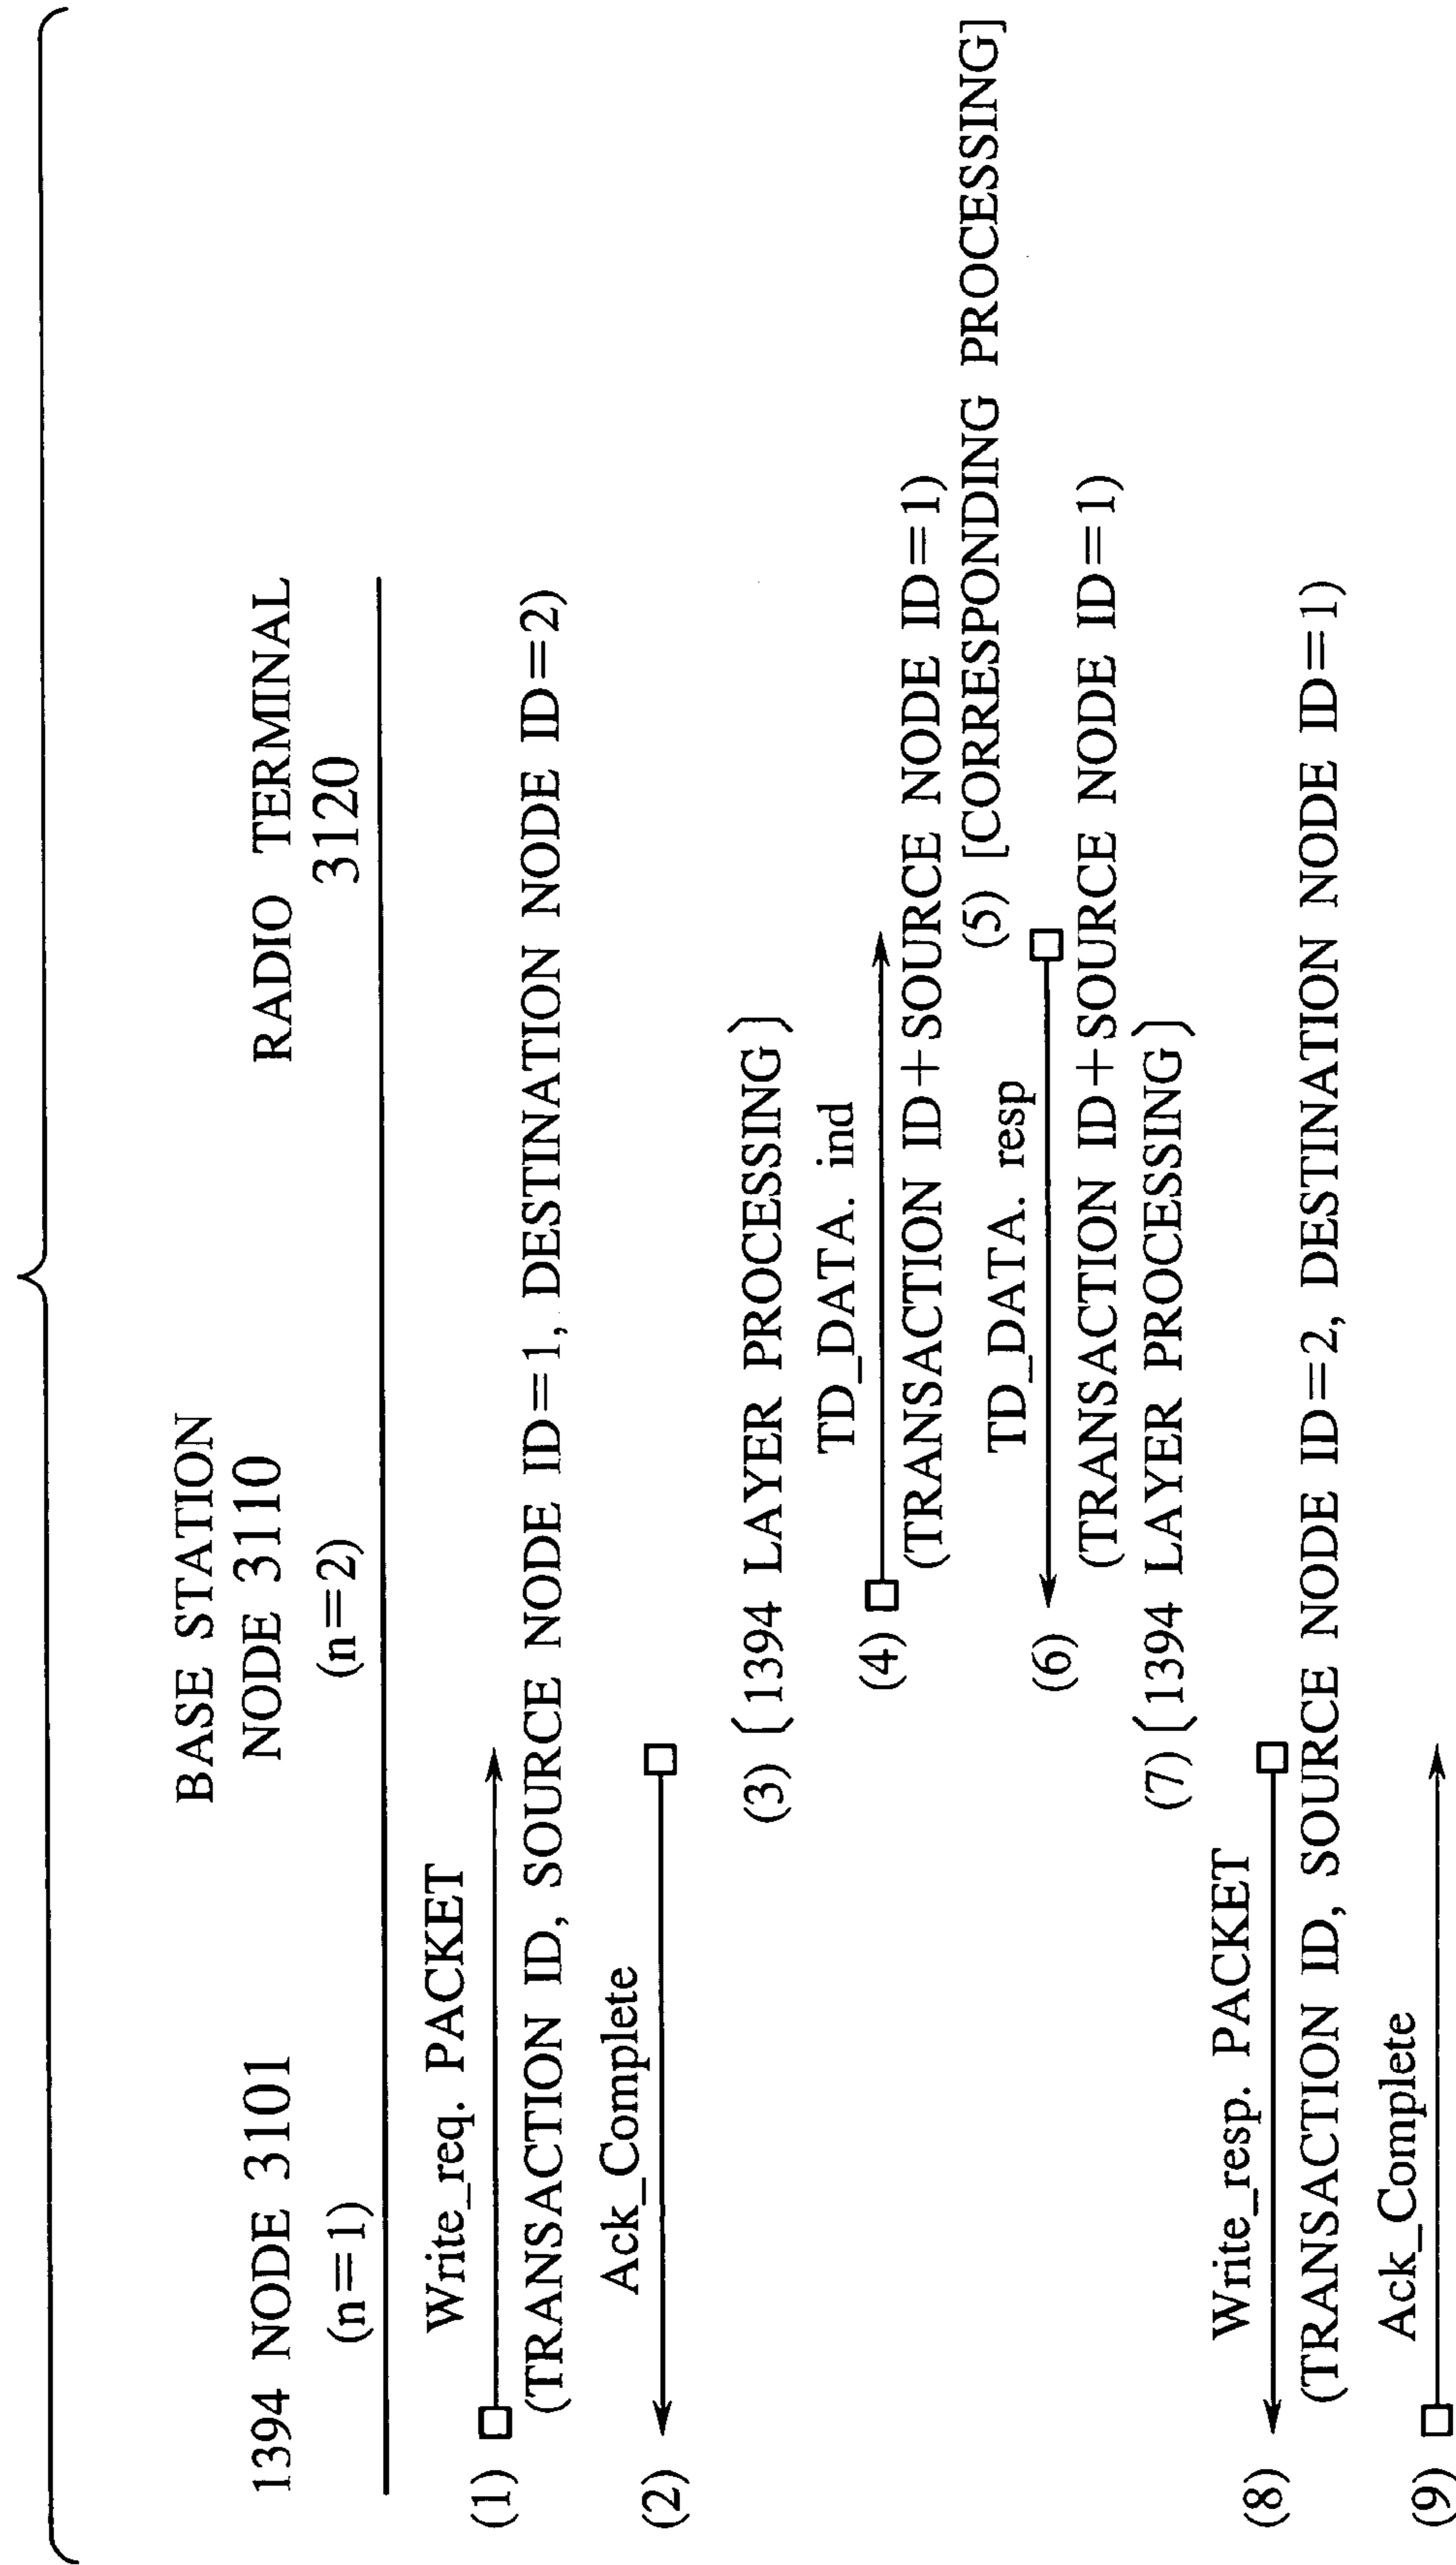 BASE STATION
1394 NODE 3101 NODE 3110 RADIO TERMINAL
(n=1) (n=2) 3120
Write_req. PACKET
(1)
(TRANSACTION ID, SOURCE NODE ID=1, DESTINATION NODE ID=2)
Ack_Complete
(2)
(3) [1394 LAYER PROCESSING]
TD_DATA. ind
(4)
(TRANSACTION ID+SOURCE NODE ID=1)
(5) [CORRESPONDING PROCESSING]
TD_DATA. resp
(6)
(TRANSACTION ID+SOURCE NODE ID=1)
(7) [1394 LAYER PROCESSING]
Write_resp. PACKET
(8)
(TRANSACTION ID, SOURCE NODE ID=2, DESTINATION NODE ID=1)
Ack_Complete
(9)